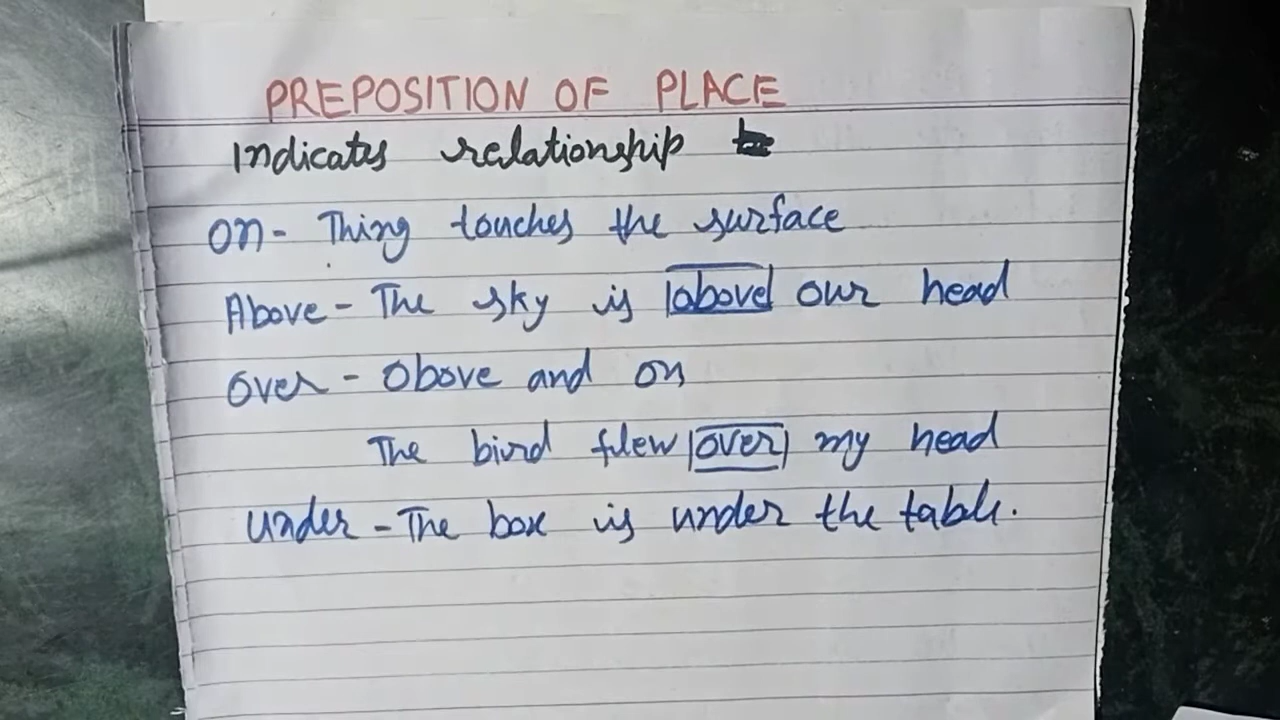 PREPOSITION OF PLACE
Indicates relationship
On - Thing touches the surface
Above - The sky is above our head
Over - Above and on
The bird flew over my head
Under - The box is under the table.